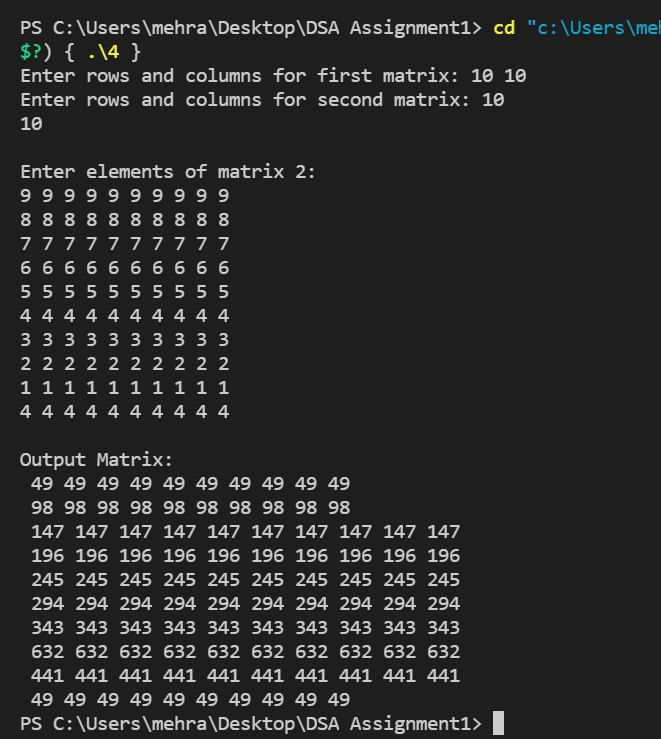 PS C:\Users\mehra\Desktop\DSA Assignment1> cd "c:\Users\meh
$?) { .\4 }
Enter rows and columns for first matrix: 10 10
Enter rows and columns for second matrix: 10
10
Enter elements of matrix 2:
9 9 9 9 9 9 9 9 9 9
8 8 8 8 8 8 8 8 8 8
7 7 7 7 7 7 7 7 7 7
6 6 6 6 6 6 6 6 6 6
5 5 5 5 5 5 5 5 5 5
4 4 4 4 4 4 4 4 4 4
3 3 3 3 3 3 3 3 3 3
2 2 2 2 2 2 2 2 2 2
1 1 1 1 1 1 1 1 1 1
4 4 4 4 4 4 4 4 4 4
Output Matrix:
49 49 49 49 49 49 49 49 49 49
98 98 98 98 98 98 98 98 98 98
147 147 147 147 147 147 147 147 147 147
196 196 196 196 196 196 196 196 196 196
245 245 245 245 245 245 245 245 245 245
294 294 294 294 294 294 294 294 294 294
343 343 343 343 343 343 343 343 343 343
632 632 632 632 632 632 632 632 632 632
441 441 441 441 441 441 441 441 441 441
49 49 49 49 49 49 49 49 49 49
PS C:\Users\mehra\Desktop\DSA Assignment1>